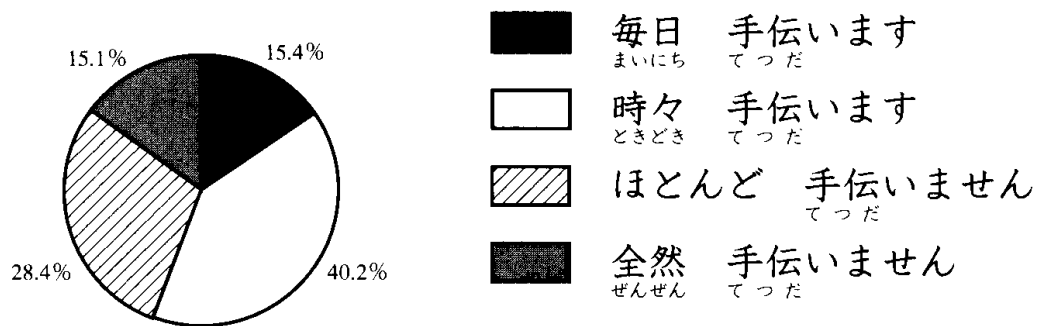 15.1%
15.4%
28.4%
40.2%
毎日 手伝います
まいにち てつだ
時々 手伝います
ときどき てつだ
ほとんど 手伝いません
てつだ
全然 手伝いません
ぜんぜん てつだ